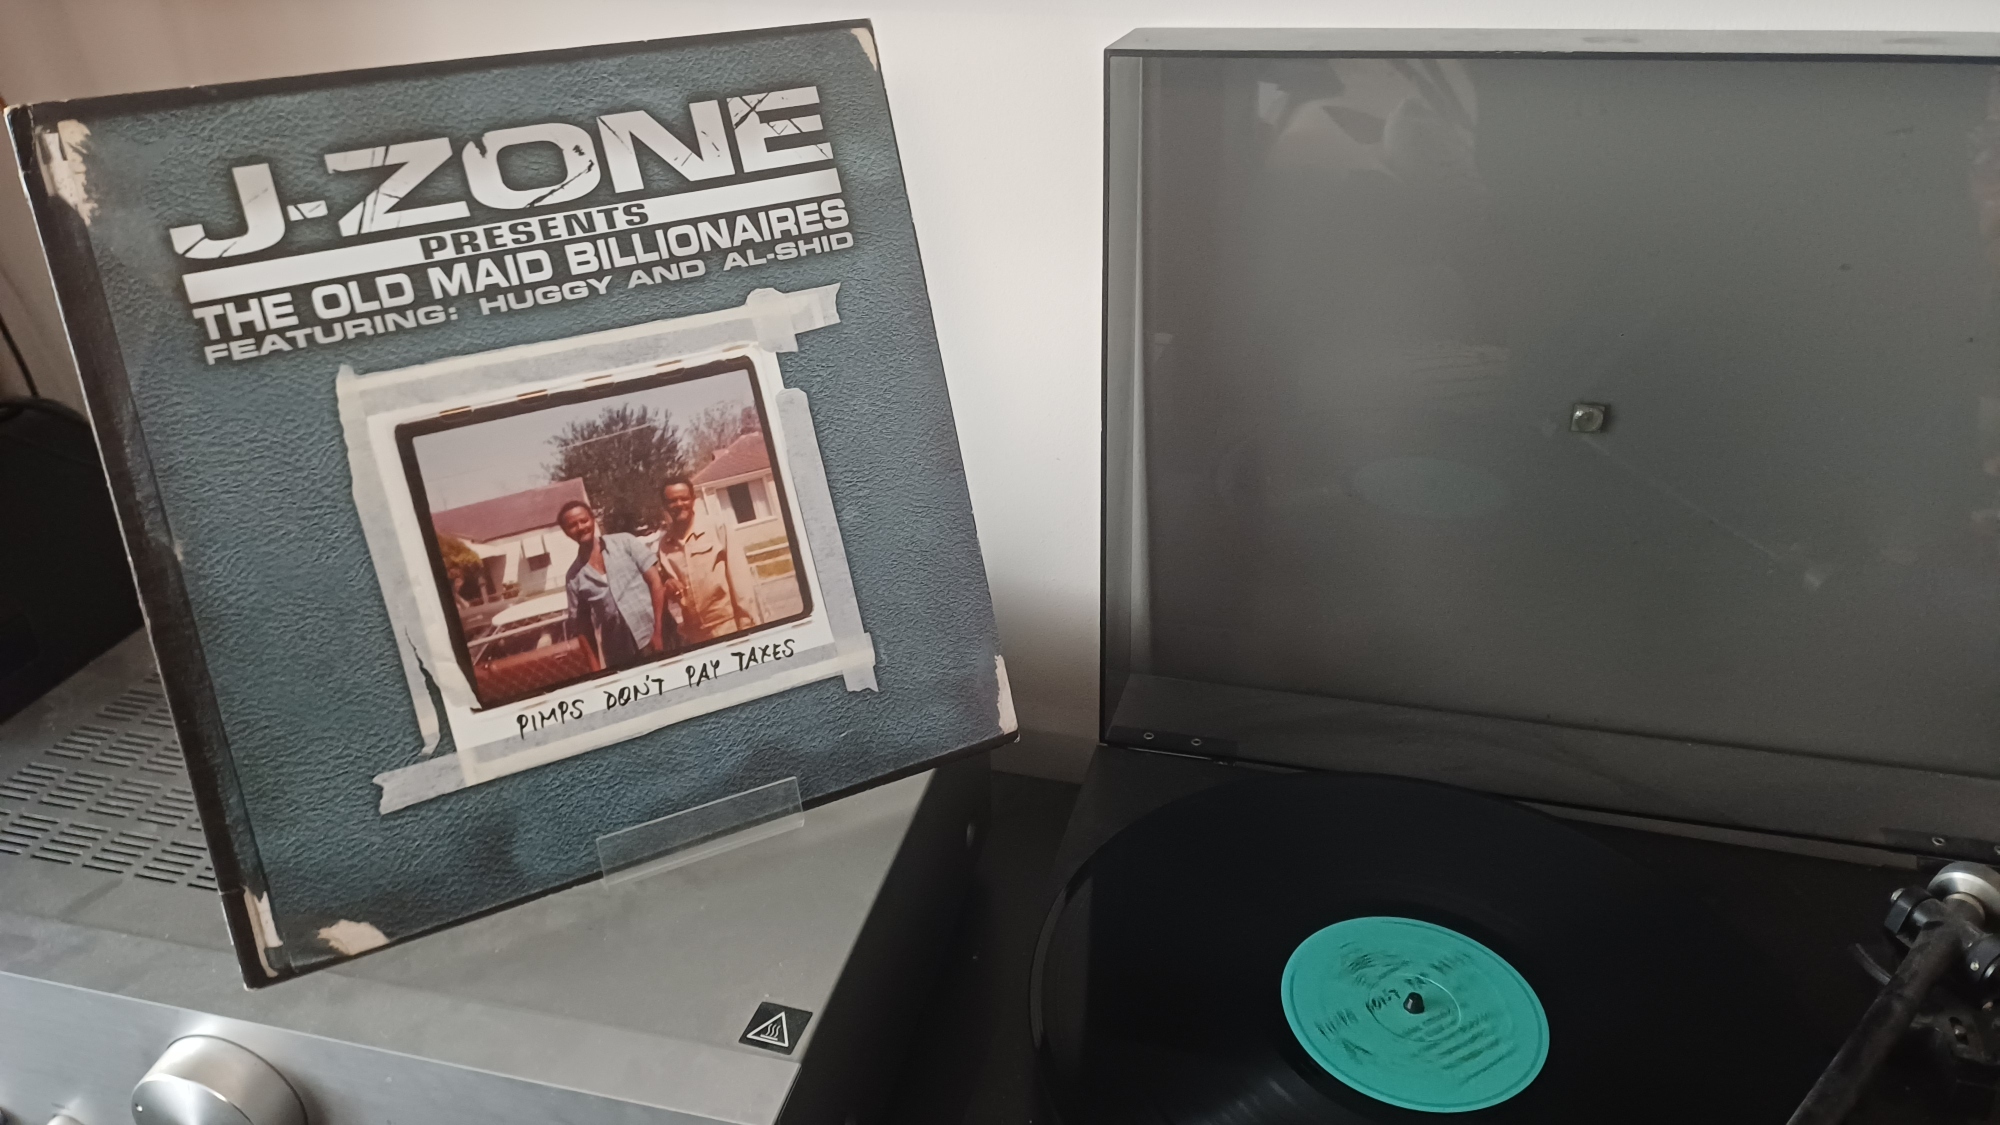 J-ZONE
PRESENTS
THE OLD MAID BILLIONAIRES
FEATURING: HUGGY AND AL-SHID
PIMPS DON'T PAY TAXES